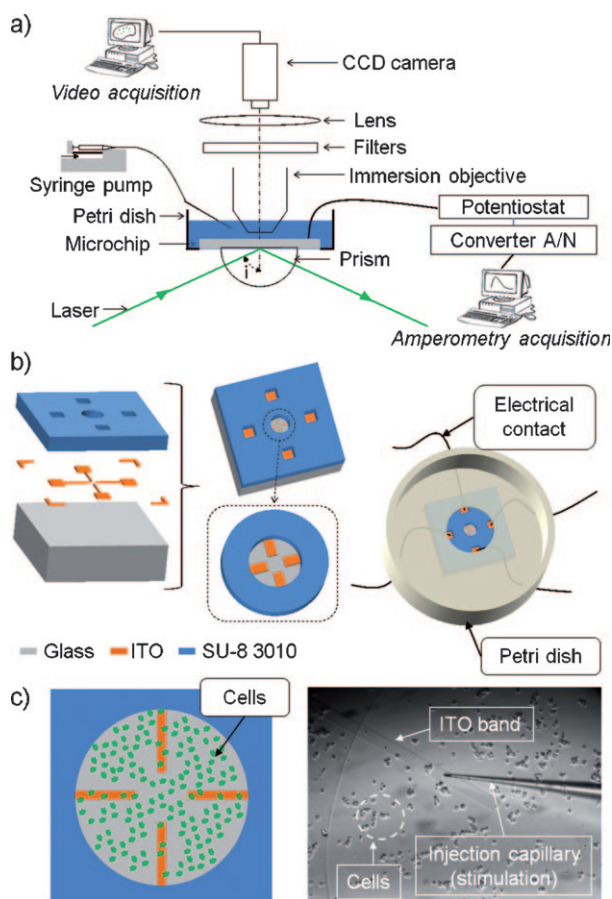 a)
CCD camera
Video acquisition
Lens
Filters
Syringe pump
Immersion objective
Petri dish
Potentiostat
Microchip
Converter A/N
i
Prism
Laser
Amperometry acquisition
b)
Electrical
contact
Glass ITO SU-8 3010
Petri dish
c)
Cells
ITO band
Injection capillary
(stimulation)
Cells